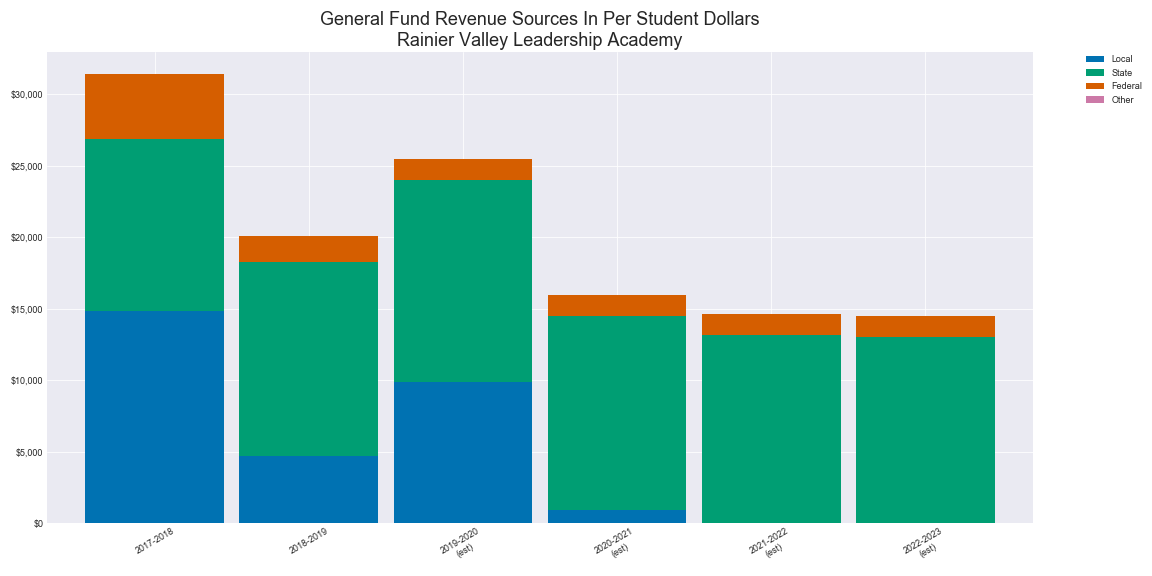 General Fund Revenue Sources In Per Student Dollars
Rainier Valley Leadership Academy
Local
State
Federal
Other
$30,000
$25,000
$20,000
$15,000
$10,000
$5,000
$0
2017-2018
2018-2019
2019-2020
(est)
2020-2021
(est)
2021-2022
(est)
2022-2023
(est)